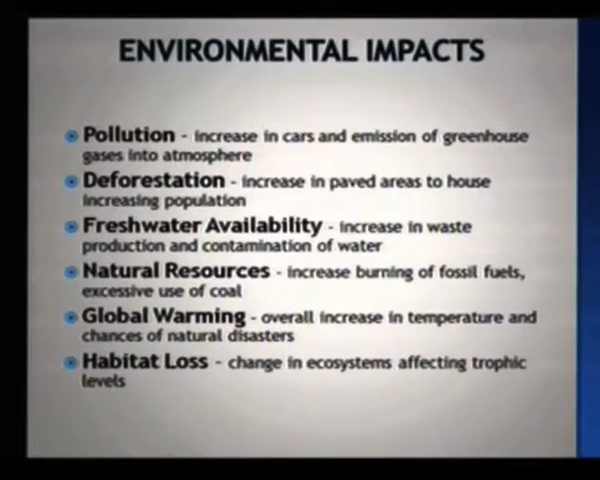 ENVIRONMENTAL IMPACTS
Pollution - increase in cars and emission of greenhouse
gases into atmosphere
Deforestation - increase in paved areas to house
increasing population
Freshwater Availability - increase in waste
production and contamination of water
Natural Resources - increase burning of fossil fuels,
excessive use of coal
Global Warming - overall increase in temperature and
chances of natural disasters
Habitat Loss - change in ecosystems affecting trophic
levels